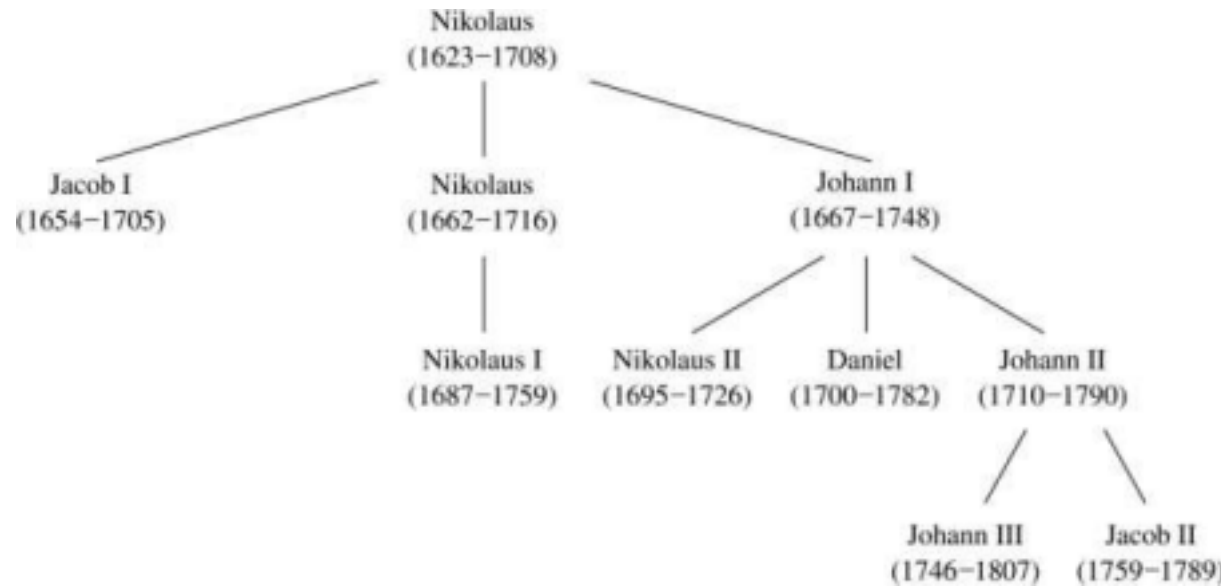 Nikolaus
(1623−1708)
Jacob I
(1654−1705)
Nikolaus
(1662−1716)
Johann I
(1667−1748)
Nikolaus I
(1687−1759)
Nikolaus II
(1695−1726)
Daniel
(1700−1782)
Johann II
(1710−1790)
Johann III
(1746−1807)
Jacob II
(1759−1789)